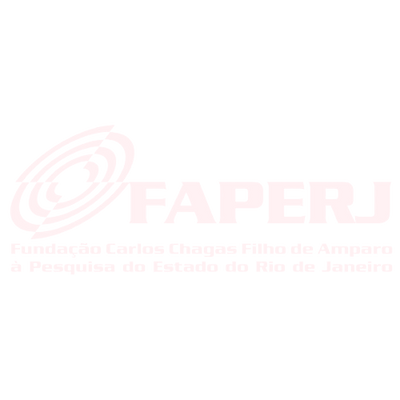 FAPERJ
Fundação Carlos Chagas Filho de Amparo
à Pesquisa do Estado do Rio de Janeiro